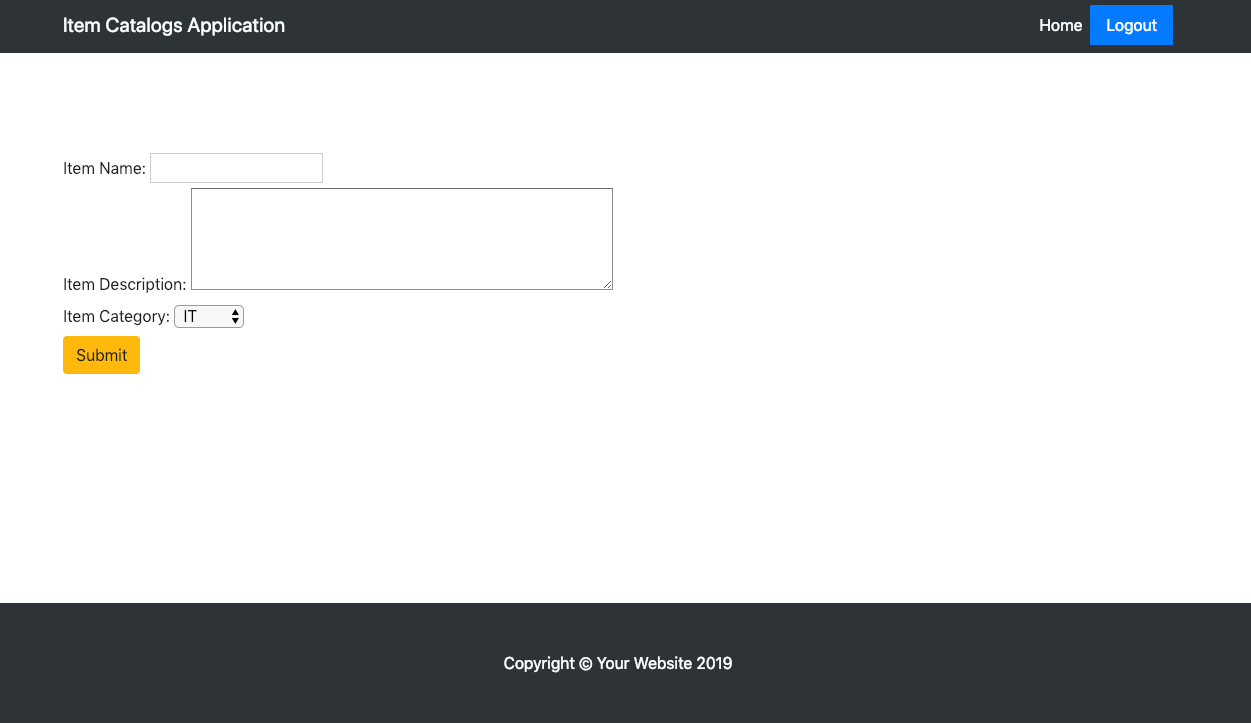 Item Catalogs Application Home Logout
Item Name:
Item Description:
Item Category: IT
Submit
Copyright © Your Website 2019